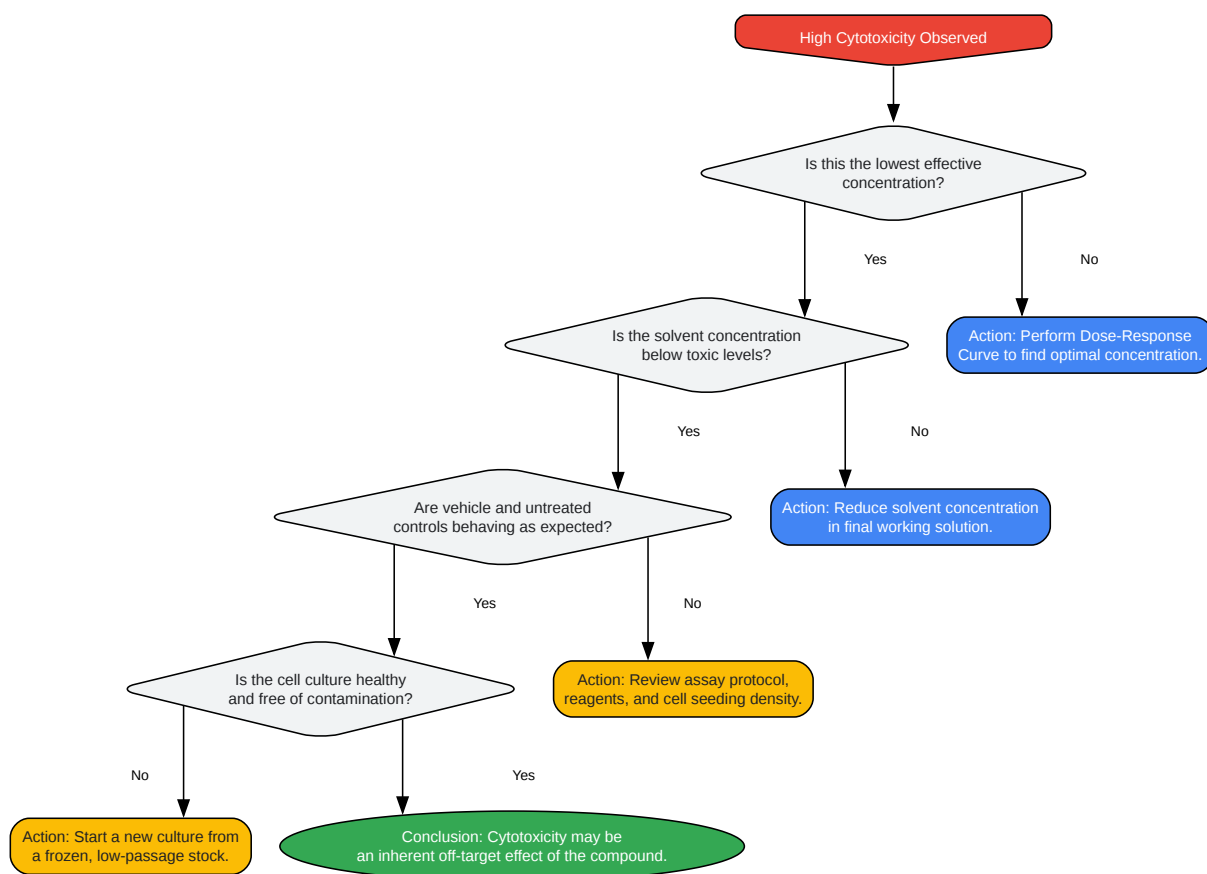 High Cytotoxicity Observed
Is this the lowest effective
concentration?
Yes
No
Is the solvent concentration
below toxic levels?
Action: Perform Dose-Response
Curve to find optimal concentration.
Yes
No
Are vehicle and untreated
controls behaving as expected?
Action: Reduce solvent concentration
in final working solution.
Yes
No
Is the cell culture healthy
and free of contamination?
Action: Review assay protocol,
reagents, and cell seeding density.
No
Yes
Action: Start a new culture from
a frozen, low-passage stock.
Conclusion: Cytotoxicity may be
an inherent off-target effect of the compound.